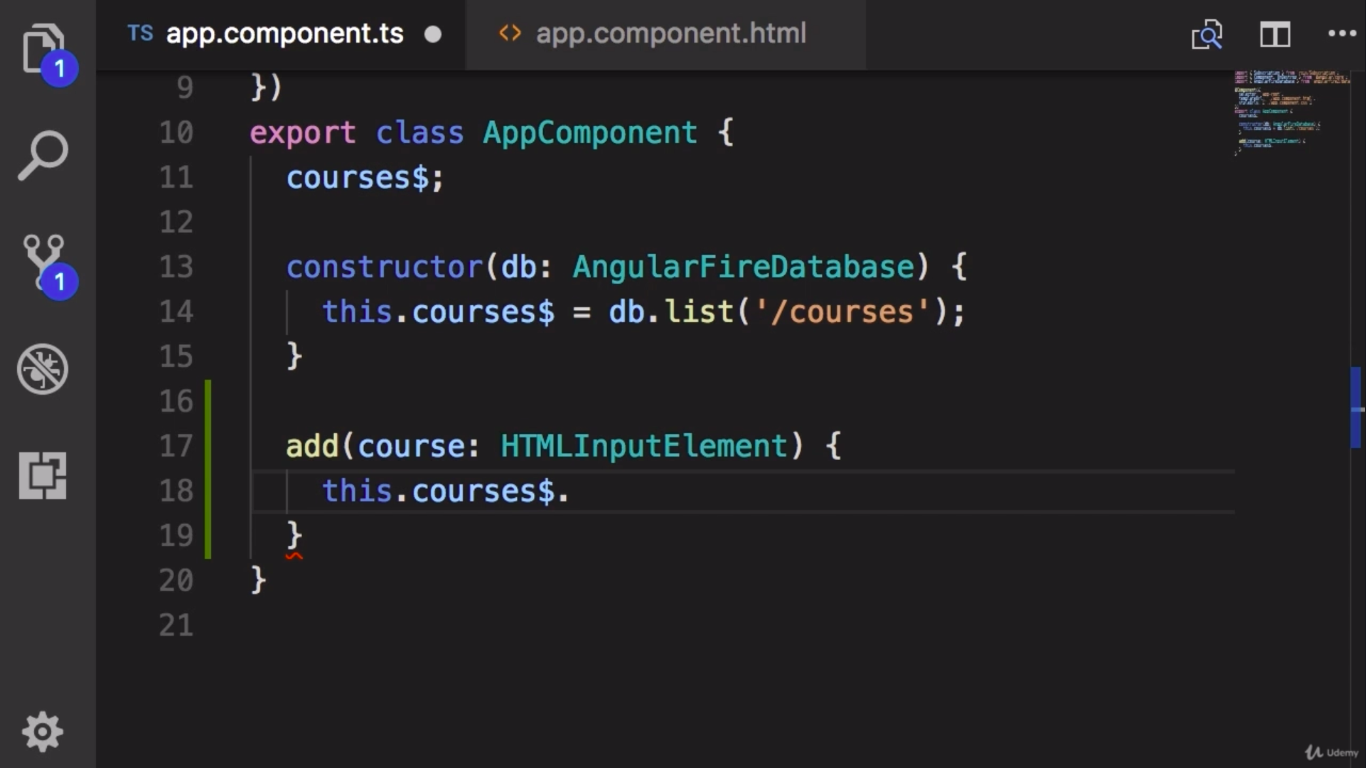 1
1
TS app.component.ts
<> app.component.html
9 })
10 export class AppComponent {
11 courses$;
12
13 constructor(db: AngularFireDatabase) {
14 this.courses$ = db.list('/courses');
15 }
16
17 add(course: HTMLInputElement) {
18 this.courses$.
19 }
20 }
21
Udemy